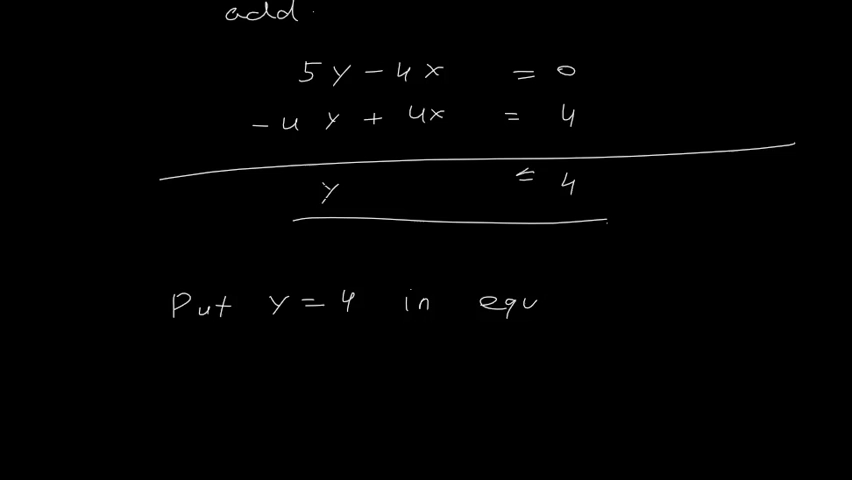 add.
5y - 4x = 0
- 4y + 4x = 4
y = 4
Put y = 4 in equ